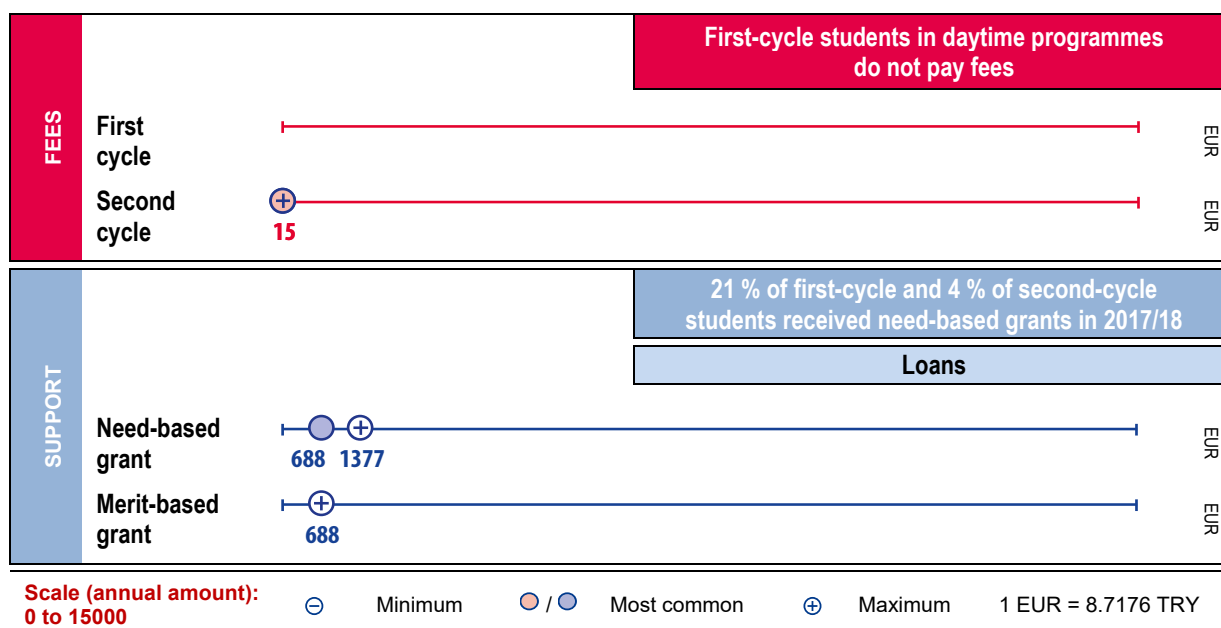 First-cycle students in daytime programmes
do not pay fees
FEES
First
cycle
EUR
Second
cycle
15
EUR
21 % of first-cycle and 4 % of second-cycle
students received need-based grants in 2017/18
Loans
SUPPORT
Need-based
grant
688 1377
EUR
Merit-based
grant
688
EUR
Scale (annual amount):
0 to 15000
Minimum / Most common Maximum 1 EUR = 8.7176 TRY